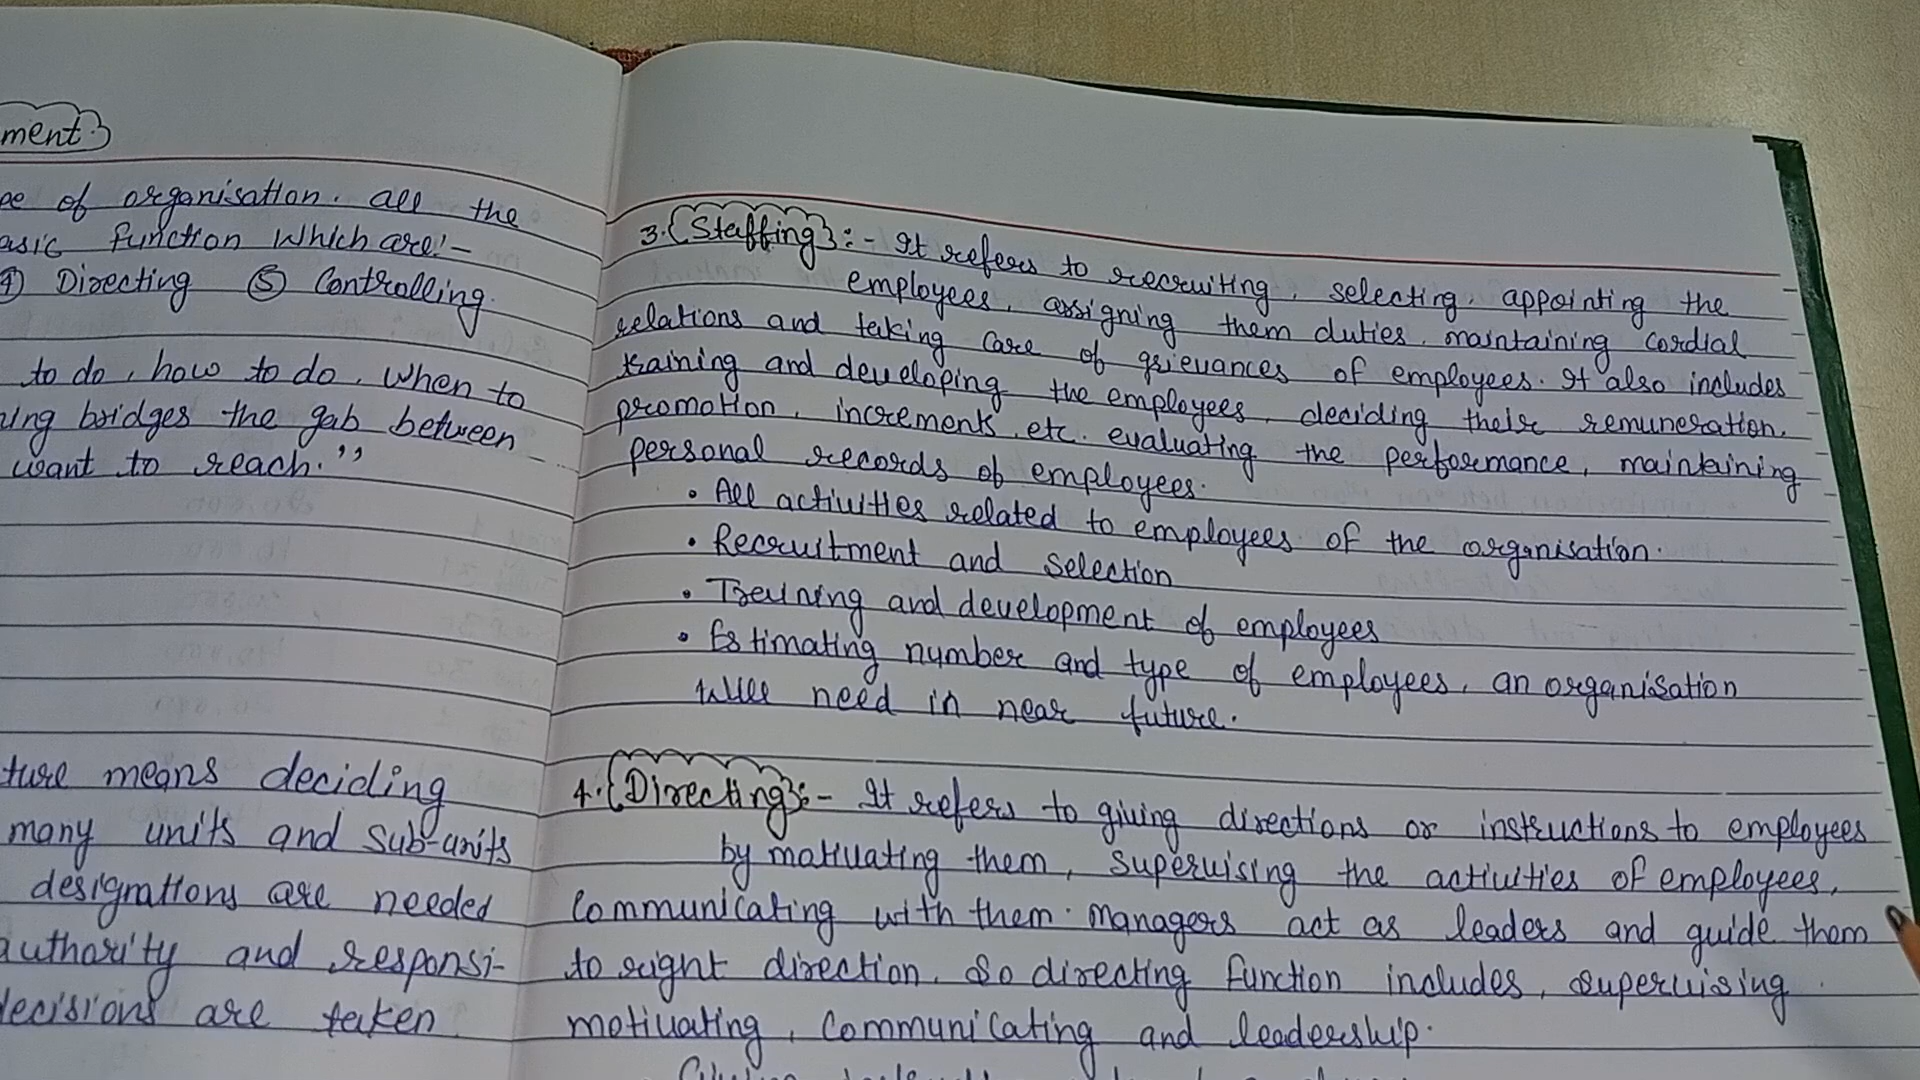 ment
of organisation. all the
function which are:-
④ Directing ⑤ Controlling.
to do, how to do, when to
bridges the gab between
want to reach."
ture means deciding
many units and sub-units
designations are needed
authority and responsi-
decisions are taken
3. {Staffing}:- It refers to recruiting, selecting, appointing the
employees, assigning them duties, maintaining cordial
relations and taking care of grievances of employees. It also includes
training and developing the employees, deciding their remuneration,
promotion, increments, etc. evaluating the performance, maintaining
personal records of employees.
• All activities related to employees of the organisation.
• Recruitment and Selection
• Training and development of employees
• Estimating number and type of employees, an organisation
will need in near future.
4. {Directing}:- It refers to giving directions or instructions to employees
by motivating them, supervising the activities of employees,
communicating with them. Managers act as leaders and guide them
to right direction. So directing function includes, supervising
motivating, communicating and leadership.